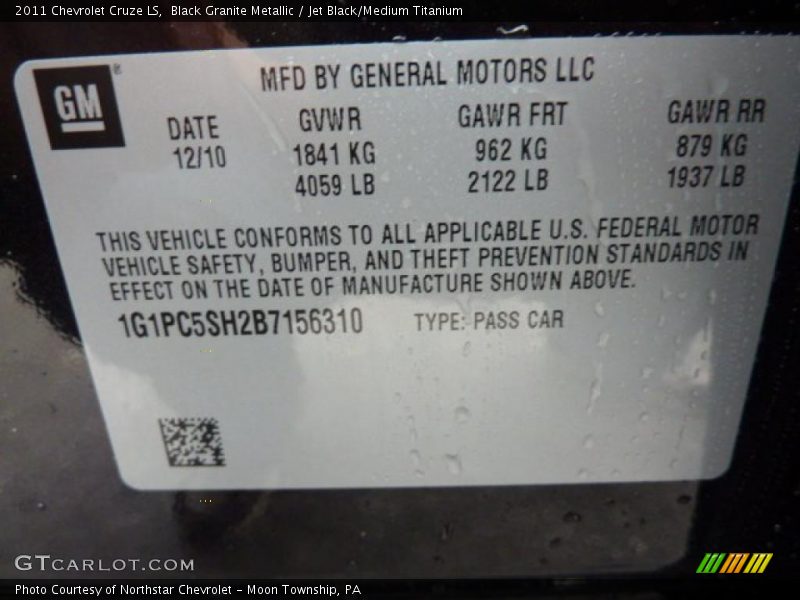 2011 Chevrolet Cruze LS,  Black Granite Metallic / Jet Black/Medium Titanium
GM
MFD BY GENERAL MOTORS LLC
DATE GVWR GAWR FRT GAWR RR
12/10 1841 KG 962 KG 879 KG
4059 LB 2122 LB 1937 LB
THIS VEHICLE CONFORMS TO ALL APPLICABLE U.S. FEDERAL MOTOR
VEHICLE SAFETY, BUMPER, AND THEFT PREVENTION STANDARDS IN
EFFECT ON THE DATE OF MANUFACTURE SHOWN ABOVE.
1G1PC5SH2B7156310 TYPE: PASS CAR
GTCARLOT.COM
Photo Courtesy of Northstar Chevrolet - Moon Township, PA